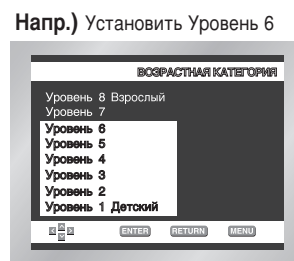 Напр.) Установить Уровень 6
ВОЗРАСТНАЯ КАТЕГОРИЯ
Уровень 8 Взрослый
Уровень 7
Уровень 6
Уровень 5
Уровень 4
Уровень 3
Уровень 2
Уровень 1 Детский
ENTER RETURN MENU